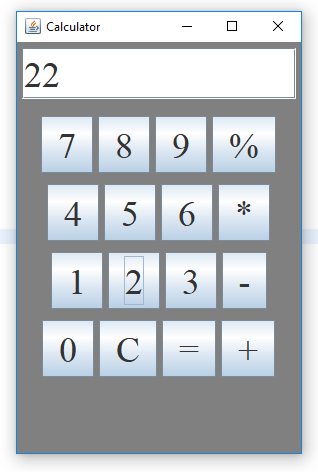 Calculator
22
7 8 9 %
4 5 6 *
1 2 3 -
0 C = +